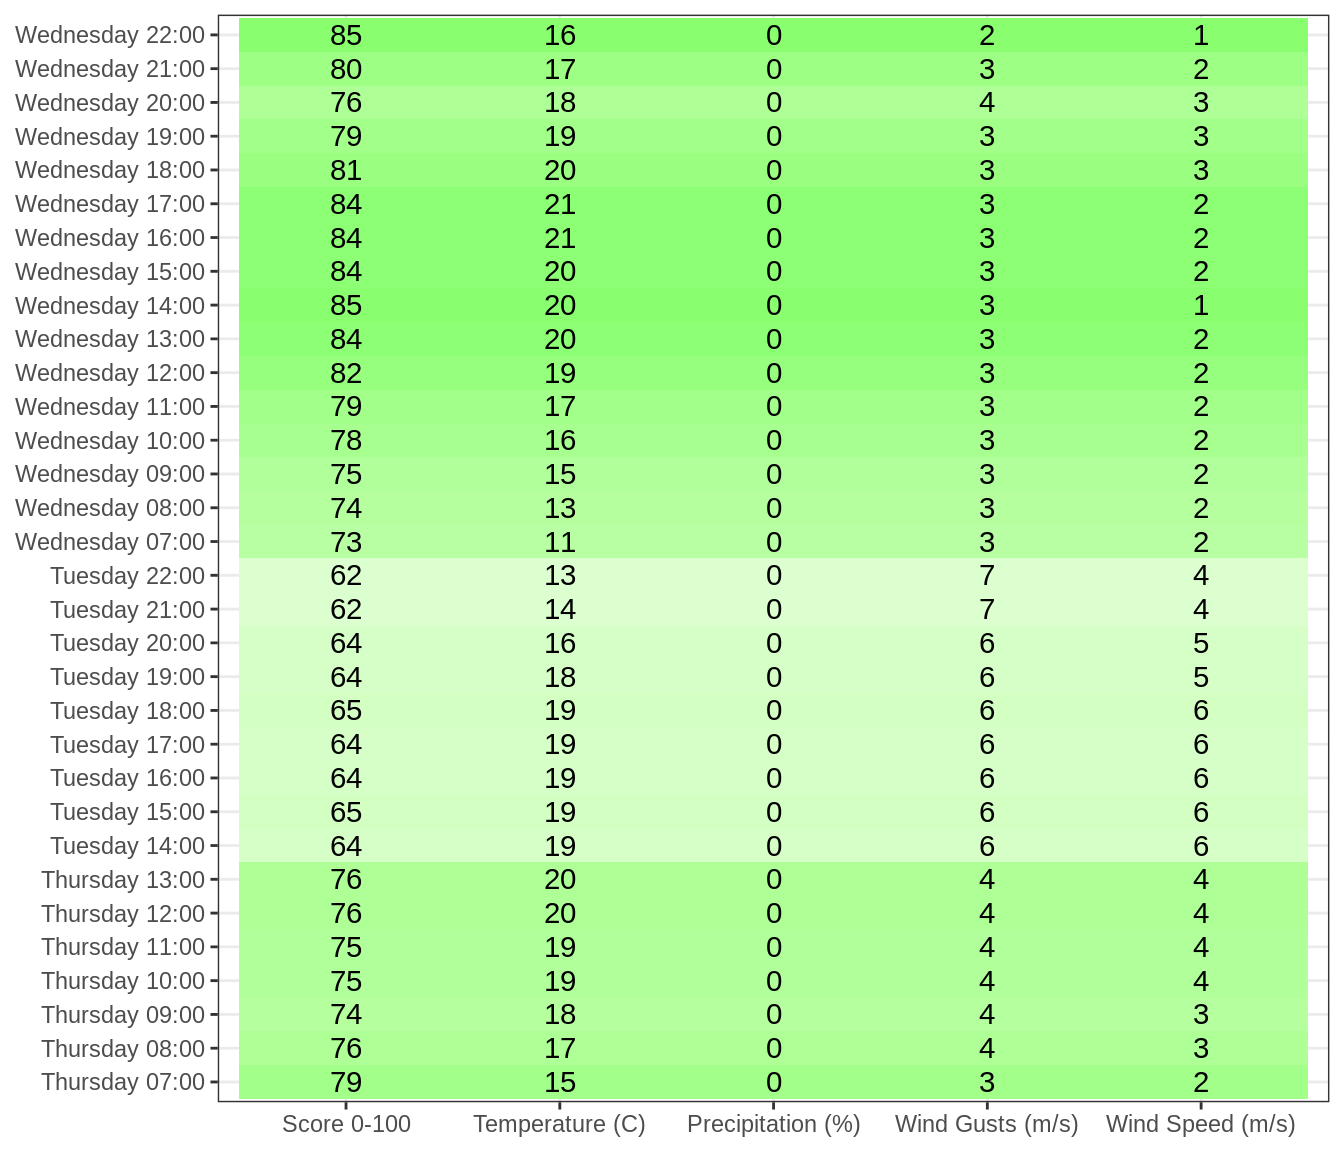 Wednesday 22:00 85 16 0 2 1
Wednesday 21:00 80 17 0 3 2
Wednesday 20:00 76 18 0 4 3
Wednesday 19:00 79 19 0 3 3
Wednesday 18:00 81 20 0 3 3
Wednesday 17:00 84 21 0 3 2
Wednesday 16:00 84 21 0 3 2
Wednesday 15:00 84 20 0 3 2
Wednesday 14:00 85 20 0 3 1
Wednesday 13:00 84 20 0 3 2
Wednesday 12:00 82 19 0 3 2
Wednesday 11:00 79 17 0 3 2
Wednesday 10:00 78 16 0 3 2
Wednesday 09:00 75 15 0 3 2
Wednesday 08:00 74 13 0 3 2
Wednesday 07:00 73 11 0 3 2
Tuesday 22:00 62 13 0 7 4
Tuesday 21:00 62 14 0 7 4
Tuesday 20:00 64 16 0 6 5
Tuesday 19:00 64 18 0 6 5
Tuesday 18:00 65 19 0 6 6
Tuesday 17:00 64 19 0 6 6
Tuesday 16:00 64 19 0 6 6
Tuesday 15:00 65 19 0 6 6
Tuesday 14:00 64 19 0 6 6
Thursday 13:00 76 20 0 4 4
Thursday 12:00 76 20 0 4 4
Thursday 11:00 75 19 0 4 4
Thursday 10:00 75 19 0 4 4
Thursday 09:00 74 18 0 4 3
Thursday 08:00 76 17 0 4 3
Thursday 07:00 79 15 0 3 2
Score 0-100 Temperature (C) Precipitation (%) Wind Gusts (m/s) Wind Speed (m/s)